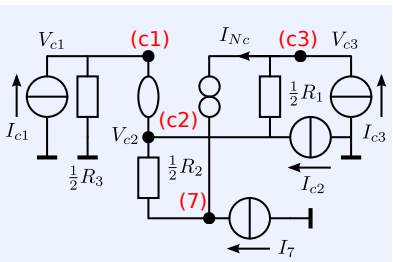 V_{c1} (c1) I_{Nc} (c3) V_{c3}
\frac{1}{2}R_1
I_{c1} (c2) I_{c3}
V_{c2}
\frac{1}{2}R_3 \frac{1}{2}R_2 I_{c2}
(7)
I_7